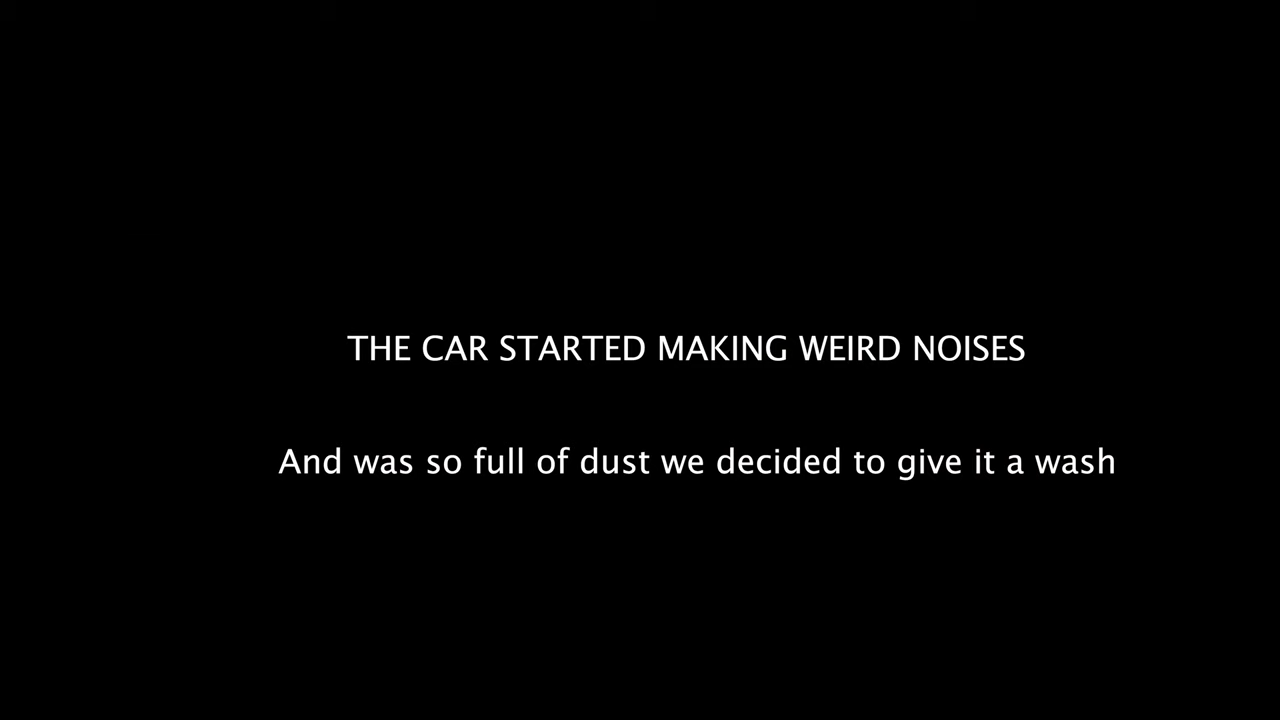 THE CAR STARTED MAKING WEIRD NOISES
And was so full of dust we decided to give it a wash